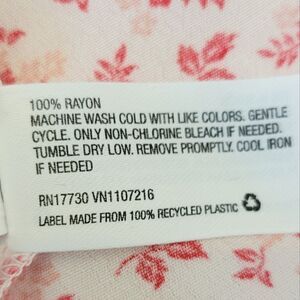 100% RAYON
MACHINE WASH COLD WITH LIKE COLORS. GENTLE
CYCLE. ONLY NON-CHLORINE BLEACH IF NEEDED.
TUMBLE DRY LOW. REMOVE PROMPTLY. COOL IRON
IF NEEDED
RN17730 VN1107216
LABEL MADE FROM 100% RECYCLED PLASTIC